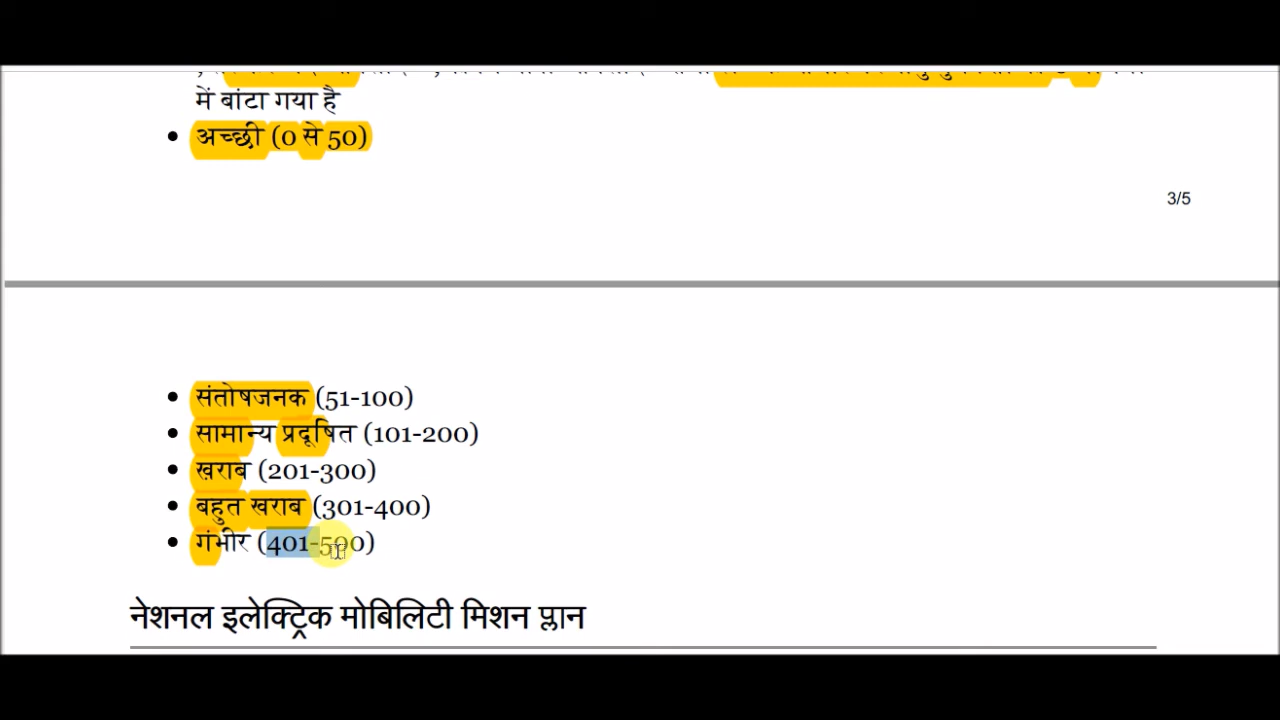 में बांटा गया है
• अच्छी (0 से 50)
3/5
• संतोषजनक (51-100)
• सामान्य प्रदूषित (101-200)
• ख़राब (201-300)
• बहुत खराब (301-400)
• गंभीर (401-500)
नेशनल इलेक्ट्रिक मोबिलिटी मिशन प्लान